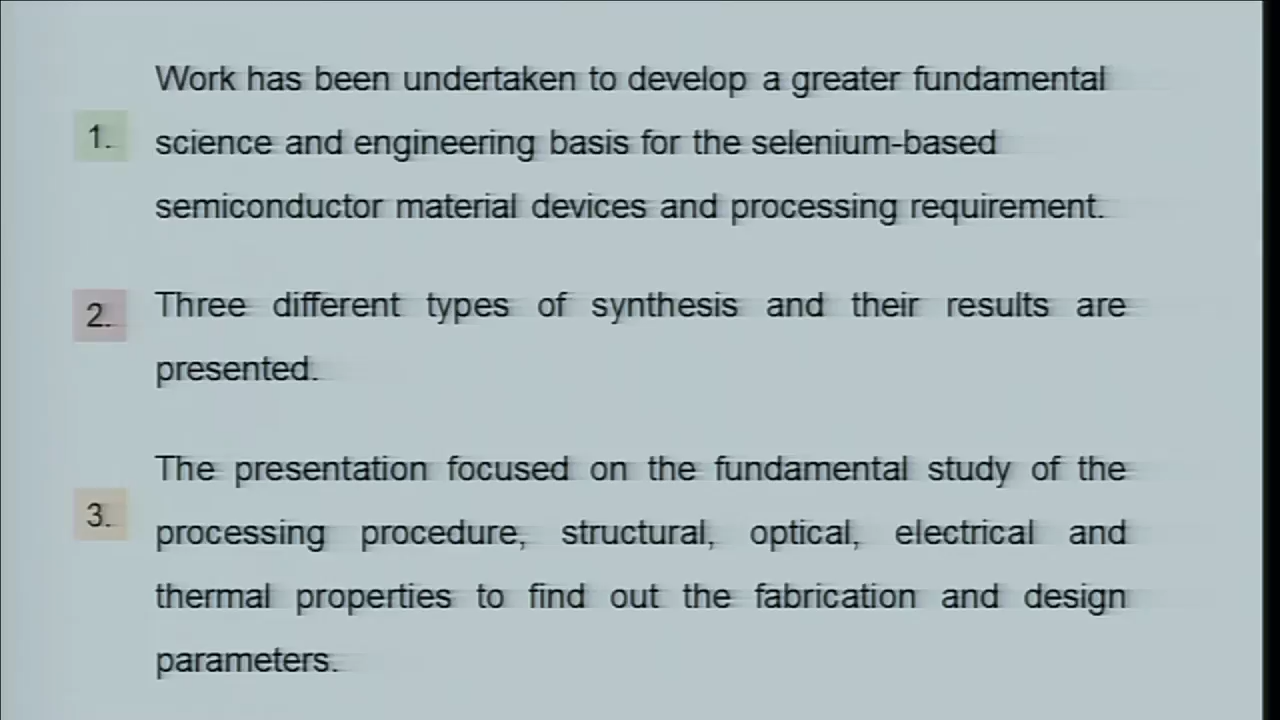 Work has been undertaken to develop a greater fundamental
1. science and engineering basis for the selenium-based
semiconductor material devices and processing requirement.
2. Three different types of synthesis and their results are
presented.
The presentation focused on the fundamental study of the
3. processing procedure, structural, optical, electrical and
thermal properties to find out the fabrication and design
parameters.